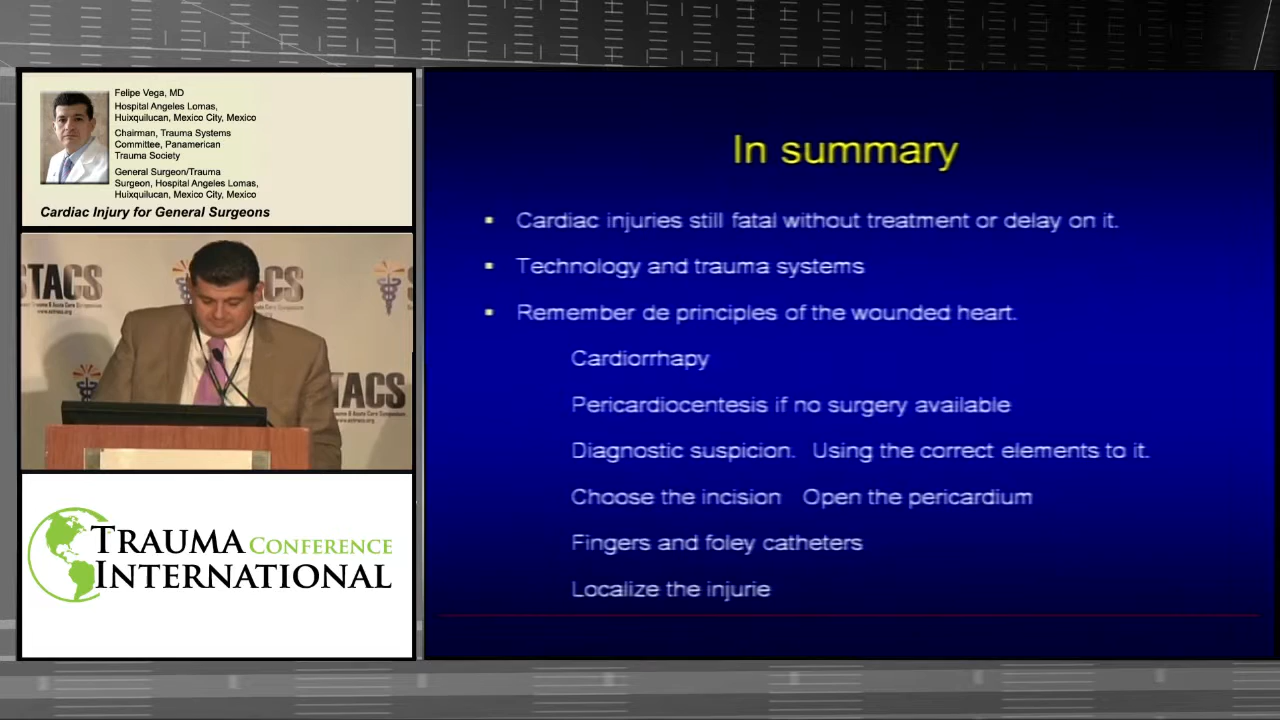 Felipe Vega, MD
Hospital Angeles Lomas,
Huixquilucan, Mexico City, Mexico
Chairman, Trauma Systems
Committee, Panamerican
Trauma Society
General Surgeon/Trauma
Surgeon, Hospital Angeles Lomas,
Huixquilucan, Mexico City, Mexico
Cardiac Injury for General Surgeons
TACS
CS
TACS
TRAUMA CONFERENCE
INTERNATIONAL
In summary
Cardiac injuries still fatal without treatment or delay on it.
Technology and trauma systems
Remember de principles of the wounded heart.
Cardiorrhapy
Pericardiocentesis if no surgery available
Diagnostic suspicion. Using the correct elements to it.
Choose the incision Open the pericardium
Fingers and foley catheters
Localize the injurie